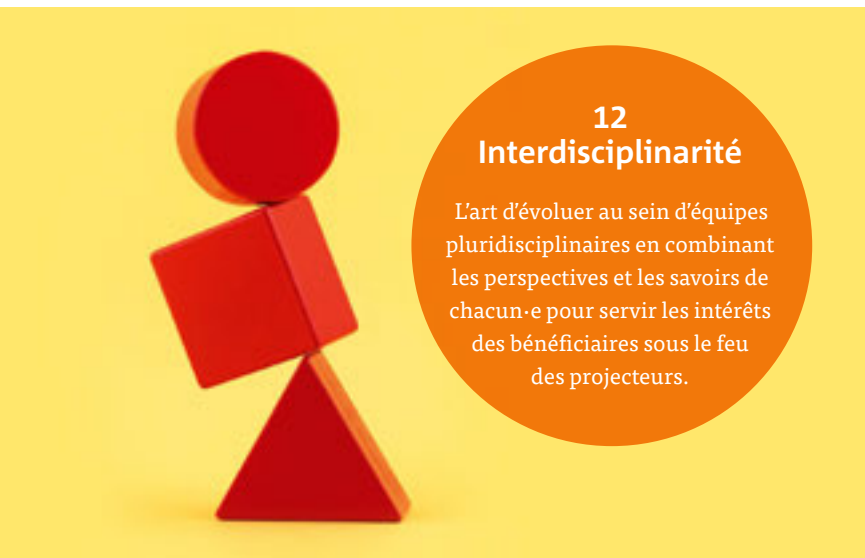 12
Interdisciplinarité
L'art d'évoluer au sein d'équipes
pluridisciplinaires en combinant
les perspectives et les savoirs de
chacun·e pour servir les intérêts
des bénéficiaires sous le feu
des projecteurs.